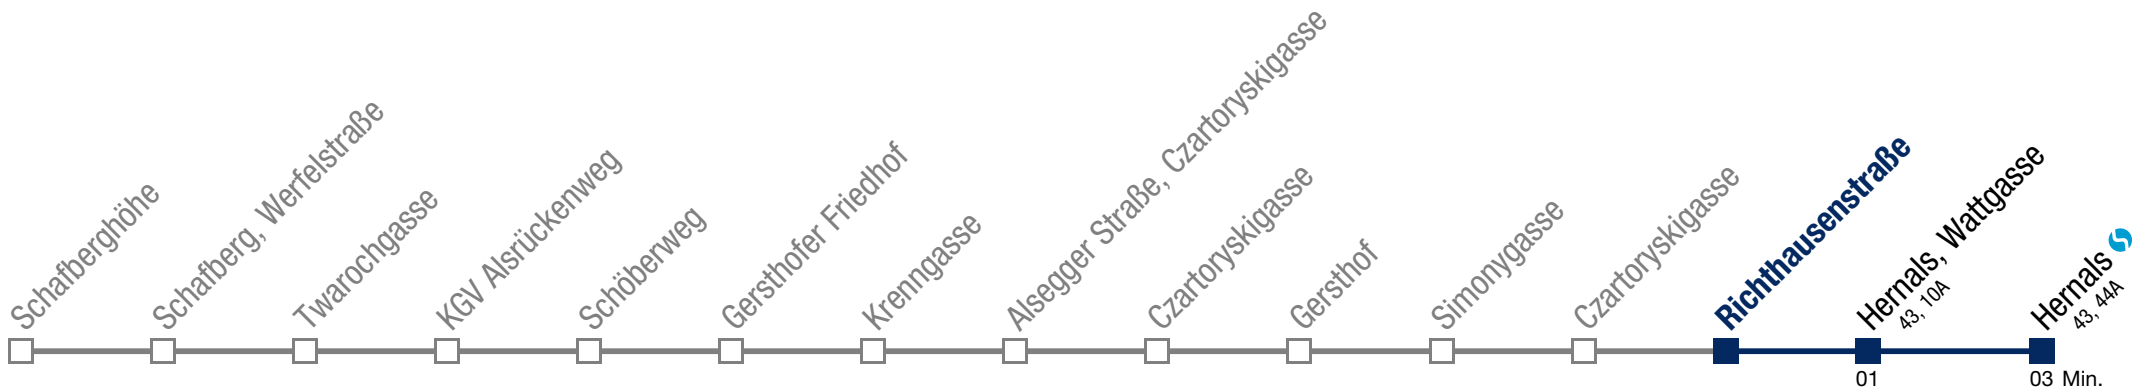 Schafberghöhe
Schafberg, Werfelstraße
Twarochgasse
KGV Alsrückenweg
Schöberweg
Gersthofer Friedhof
Krenngasse
Alsegger Straße, Czartoryskigasse
Czartoryskigasse
Gersthof
Simonygasse
Czartoryskigasse
Richthausenstraße
Hernals, Wattgasse
43, 10A
Hernals
43, 44A
01
03 Min.